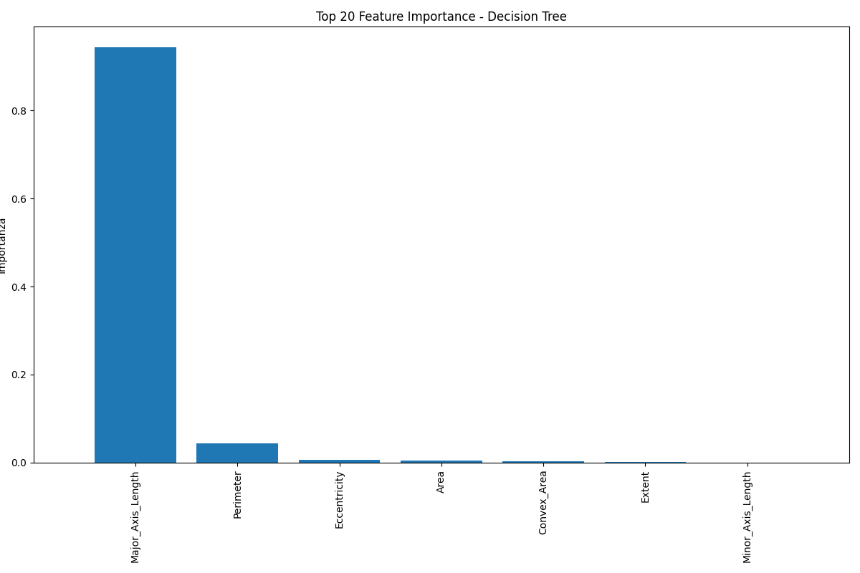 Top 20 Feature Importance - Decision Tree
Importanza
0.8
0.6
0.4
0.2
0.0
Major_Axis_Length
Perimeter
Eccentricity
Area
Convex_Area
Extent
Minor_Axis_Length